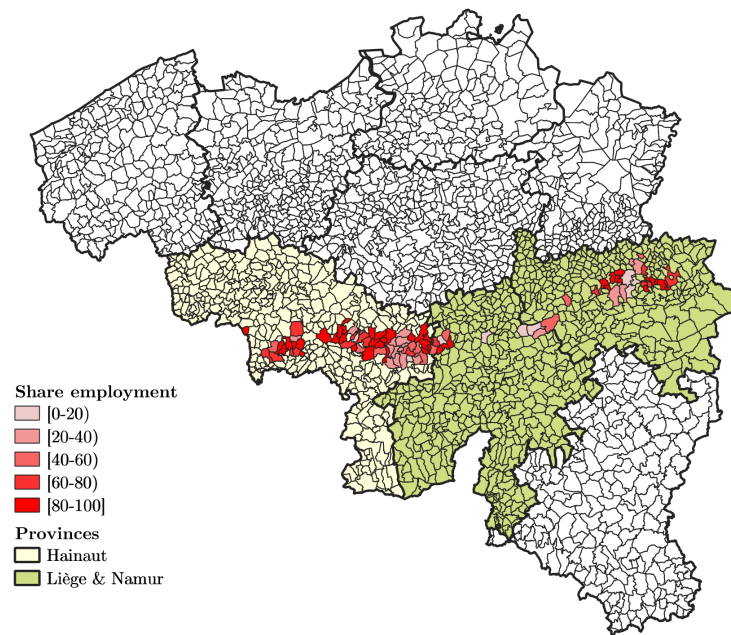 Share employment
[0-20)
[20-40)
[40-60)
[60-80)
[80-100]
Provinces
Hainaut
Liège & Namur